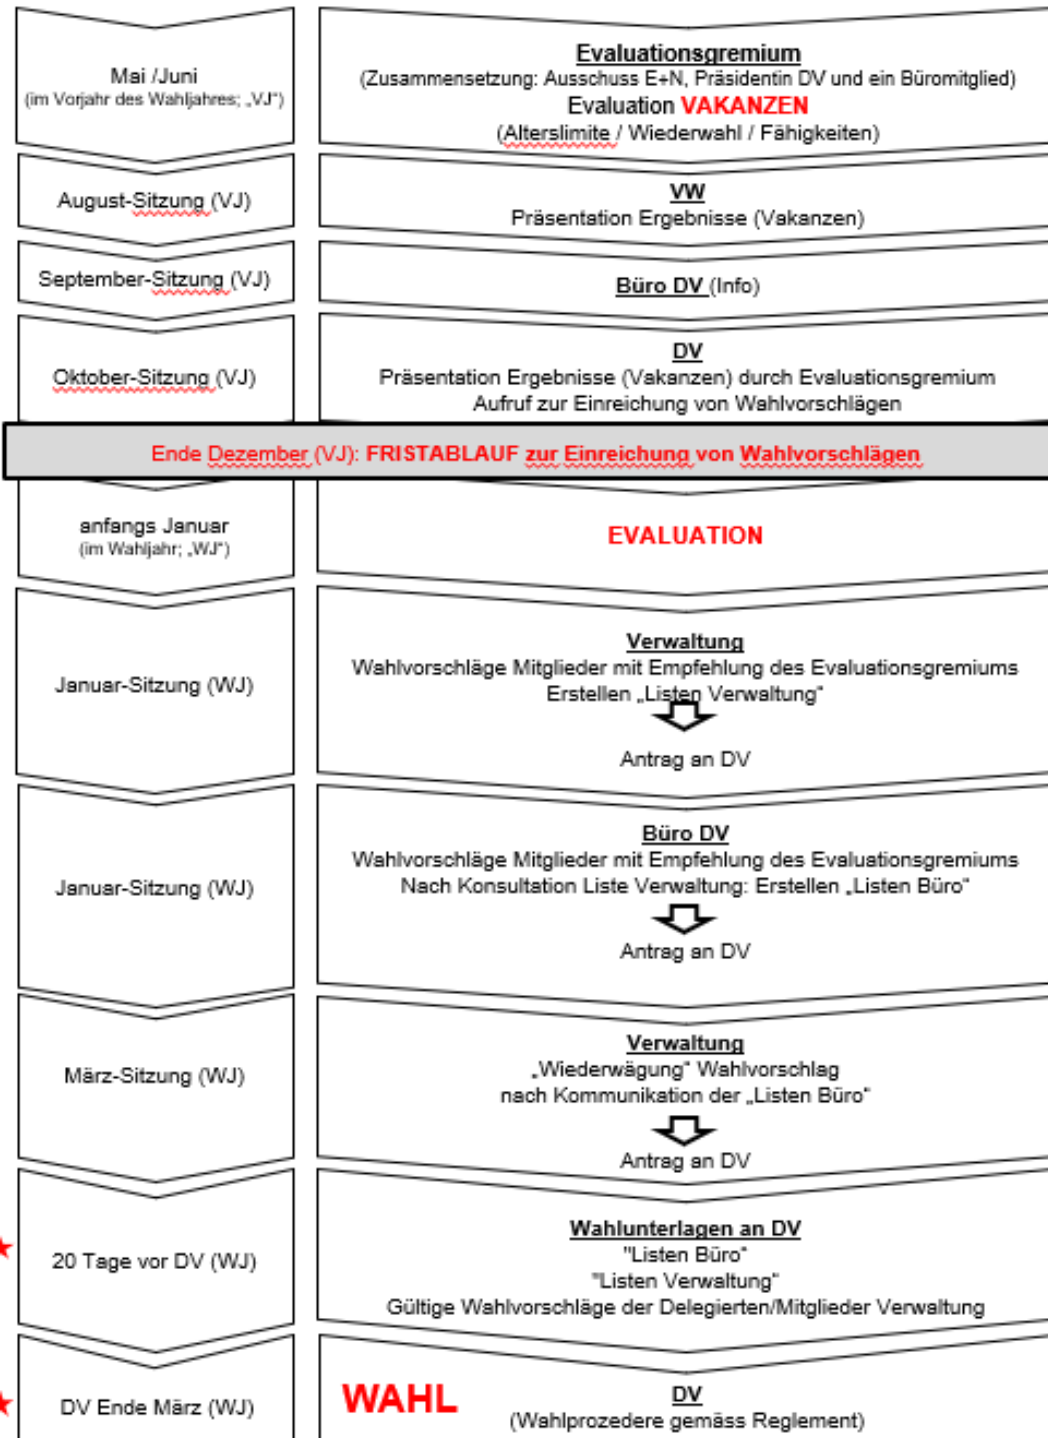 Mai /Juni
(im Vorjahr des Wahljahres; „VJ“)
Evaluationsgremium
(Zusammensetzung: Ausschuss E+N, Präsidentin DV und ein Büromitglied)
Evaluation VAKANZEN
(Alterslimite / Wiederwahl / Fähigkeiten)
August-Sitzung (VJ)
VW
Präsentation Ergebnisse (Vakanzen)
September-Sitzung (VJ)
Büro DV (Info)
Oktober-Sitzung (VJ)
DV
Präsentation Ergebnisse (Vakanzen) durch Evaluationsgremium
Aufruf zur Einreichung von Wahlvorschlägen
Ende Dezember (VJ): FRISTABLAUF zur Einreichung von Wahlvorschlägen
anfangs Januar
(im Wahljahr; „WJ“)
EVALUATION
Januar-Sitzung (WJ)
Verwaltung
Wahlvorschläge Mitglieder mit Empfehlung des Evaluationsgremiums
Erstellen „Listen Verwaltung“
Antrag an DV
Januar-Sitzung (WJ)
Büro DV
Wahlvorschläge Mitglieder mit Empfehlung des Evaluationsgremiums
Nach Konsultation Liste Verwaltung: Erstellen „Listen Büro“
Antrag an DV
März-Sitzung (WJ)
Verwaltung
„Wiederwägung“ Wahlvorschlag
nach Kommunikation der „Listen Büro“
Antrag an DV
20 Tage vor DV (WJ)
Wahlunterlagen an DV
"Listen Büro“
"Listen Verwaltung“
Gültige Wahlvorschläge der Delegierten/Mitglieder Verwaltung
DV Ende März (WJ)
WAHL
DV
(Wahlprozedere gemäss Reglement)